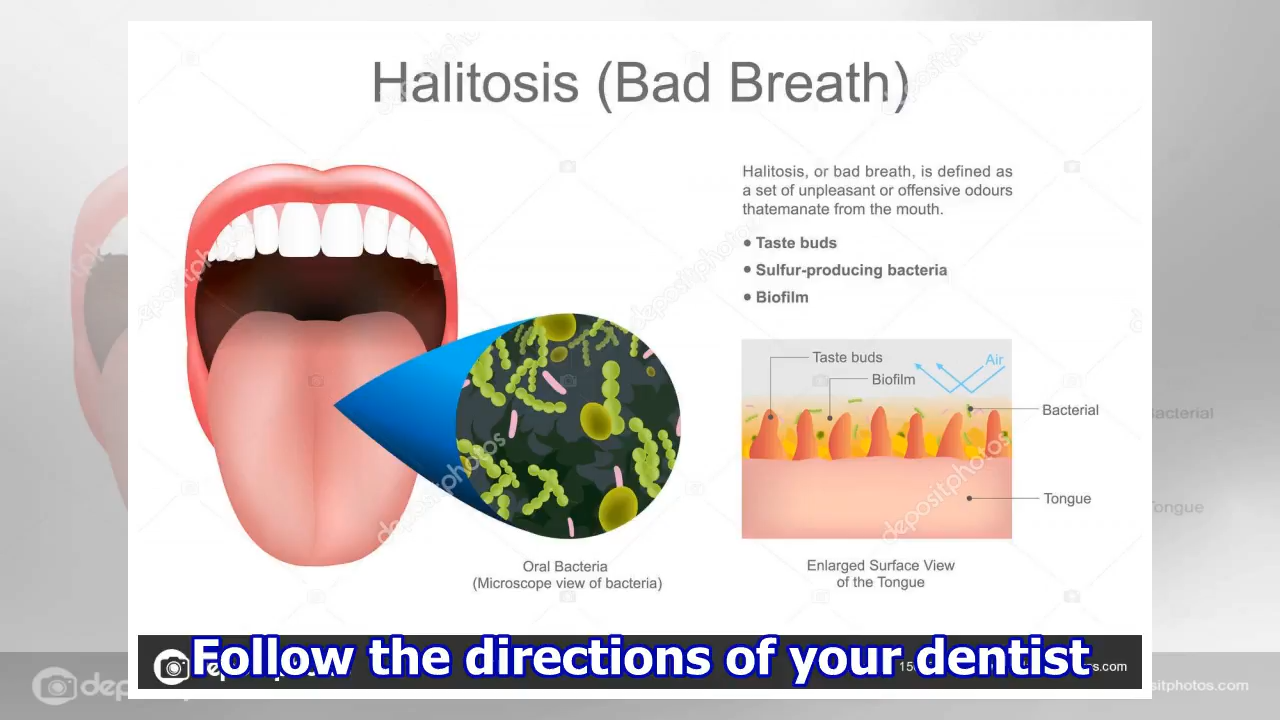 Halitosis (Bad Breath)
Halitosis, or bad breath, is defined as
a set of unpleasant or offensive odours
thatemanate from the mouth.
• Taste buds
• Sulfur-producing bacteria
• Biofilm
Taste buds
Biofilm
Air
Bacterial
Tongue
Oral Bacteria
(Microscope view of bacteria)
Enlarged Surface View
of the Tongue
Follow the directions of your dentist